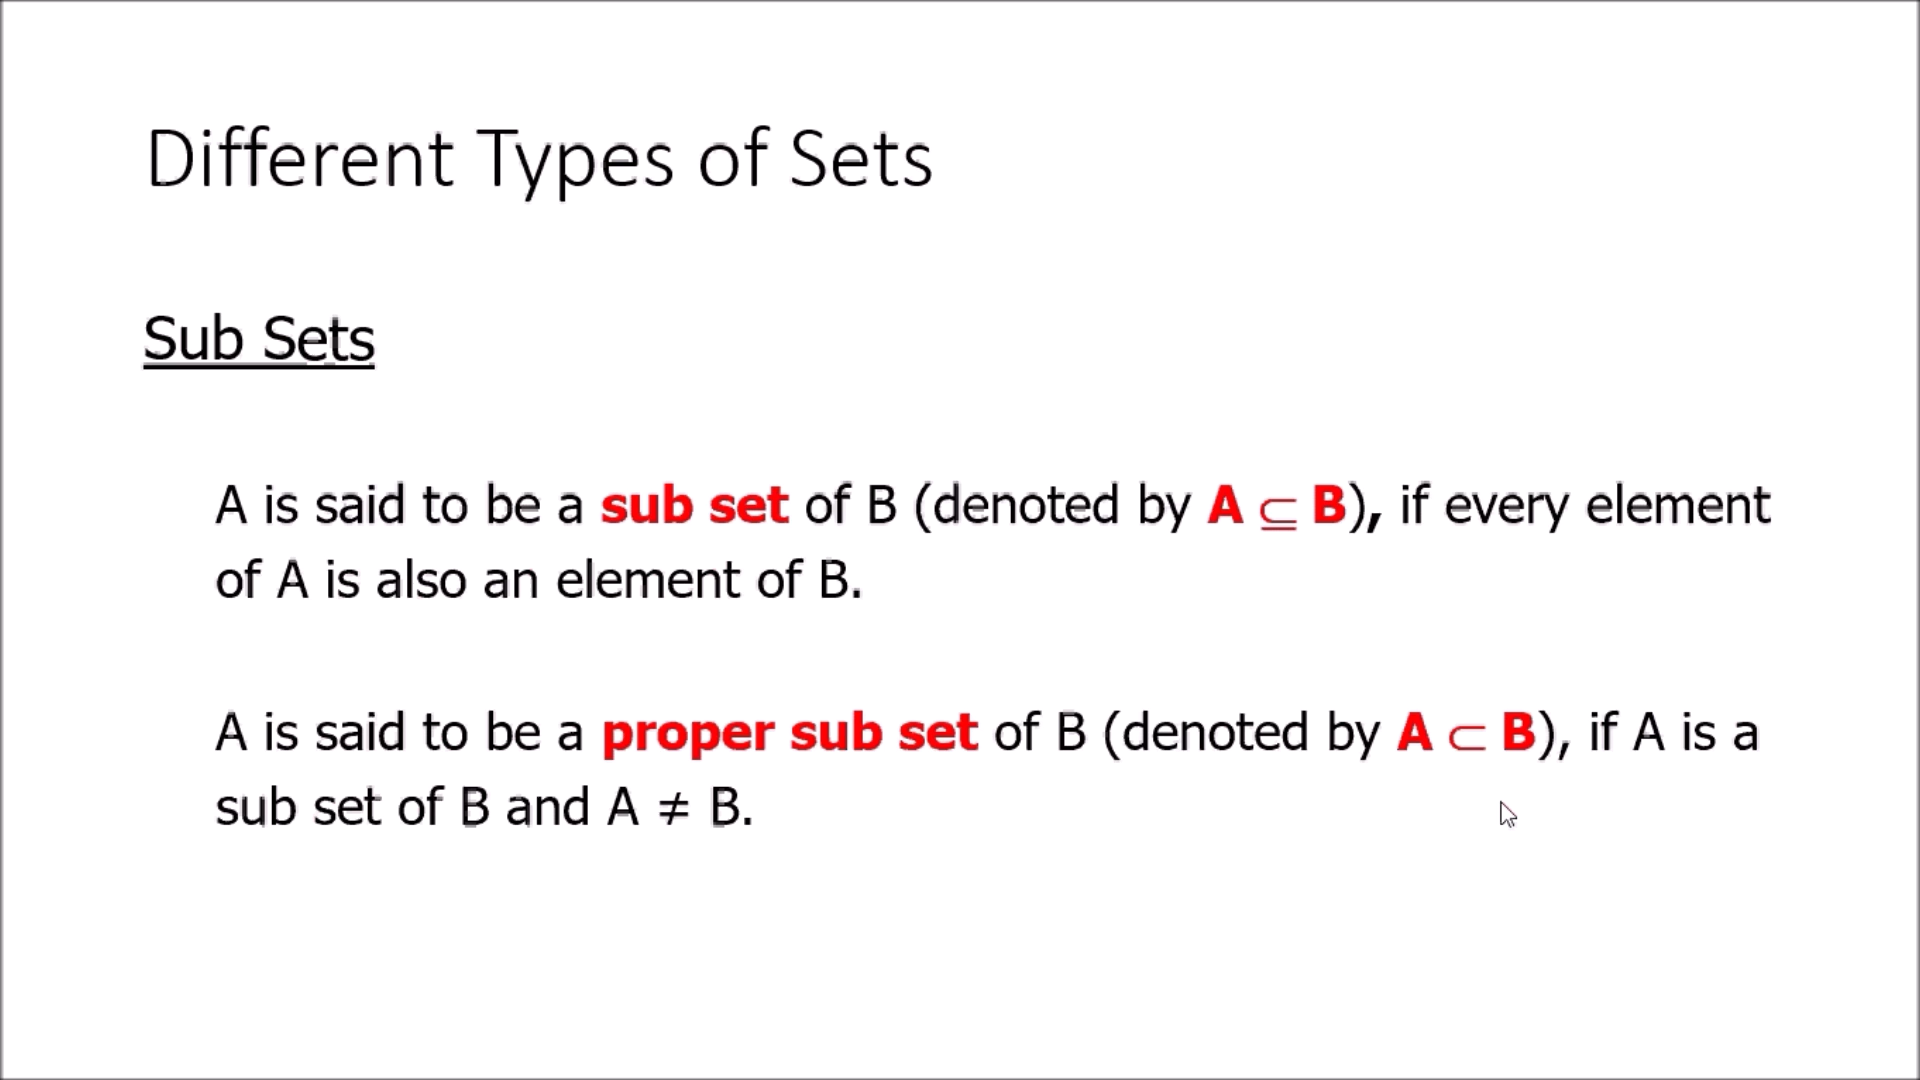 Different Types of Sets
Sub Sets
A is said to be a sub set of B (denoted by A ⊆ B), if every element
of A is also an element of B.
A is said to be a proper sub set of B (denoted by A ⊂ B), if A is a
sub set of B and A ≠ B.